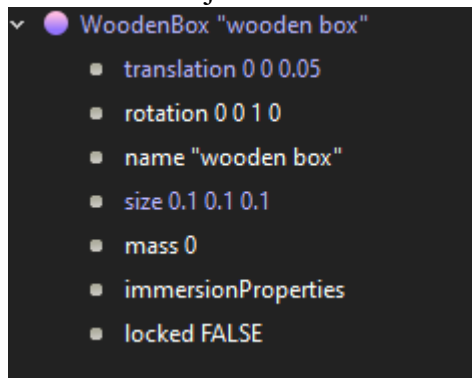 WoodenBox "wooden box"
translation 0 0 0.05
rotation 0 0 1 0
name "wooden box"
size 0.1 0.1 0.1
mass 0
immersionProperties
locked FALSE